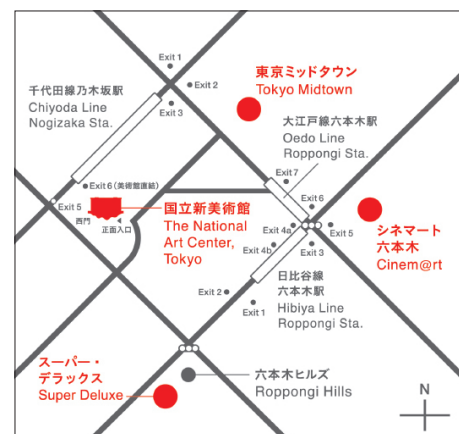 Exit 1
Exit 2
Exit 3
千代田線乃木坂駅
Chiyoda Line
Nogizaka Sta.
東京ミッドタウン
Tokyo Midtown
大江戸線六本木駅
Oedo Line
Roppongi Sta.
Exit 7
Exit 6 (美術館直結)
Exit 5
西門
正面入口
国立新美術館
The National
Art Center,
Tokyo
Exit 6
Exit 4a
Exit 5
Exit 4b
Exit 3
シネマート
六本木
Cinem@rt
日比谷線
六本木駅
Hibiya Line
Roppongi Sta.
Exit 2
Exit 1
スーパー・
デラックス
Super Deluxe
六本木ヒルズ
Roppongi Hills
N